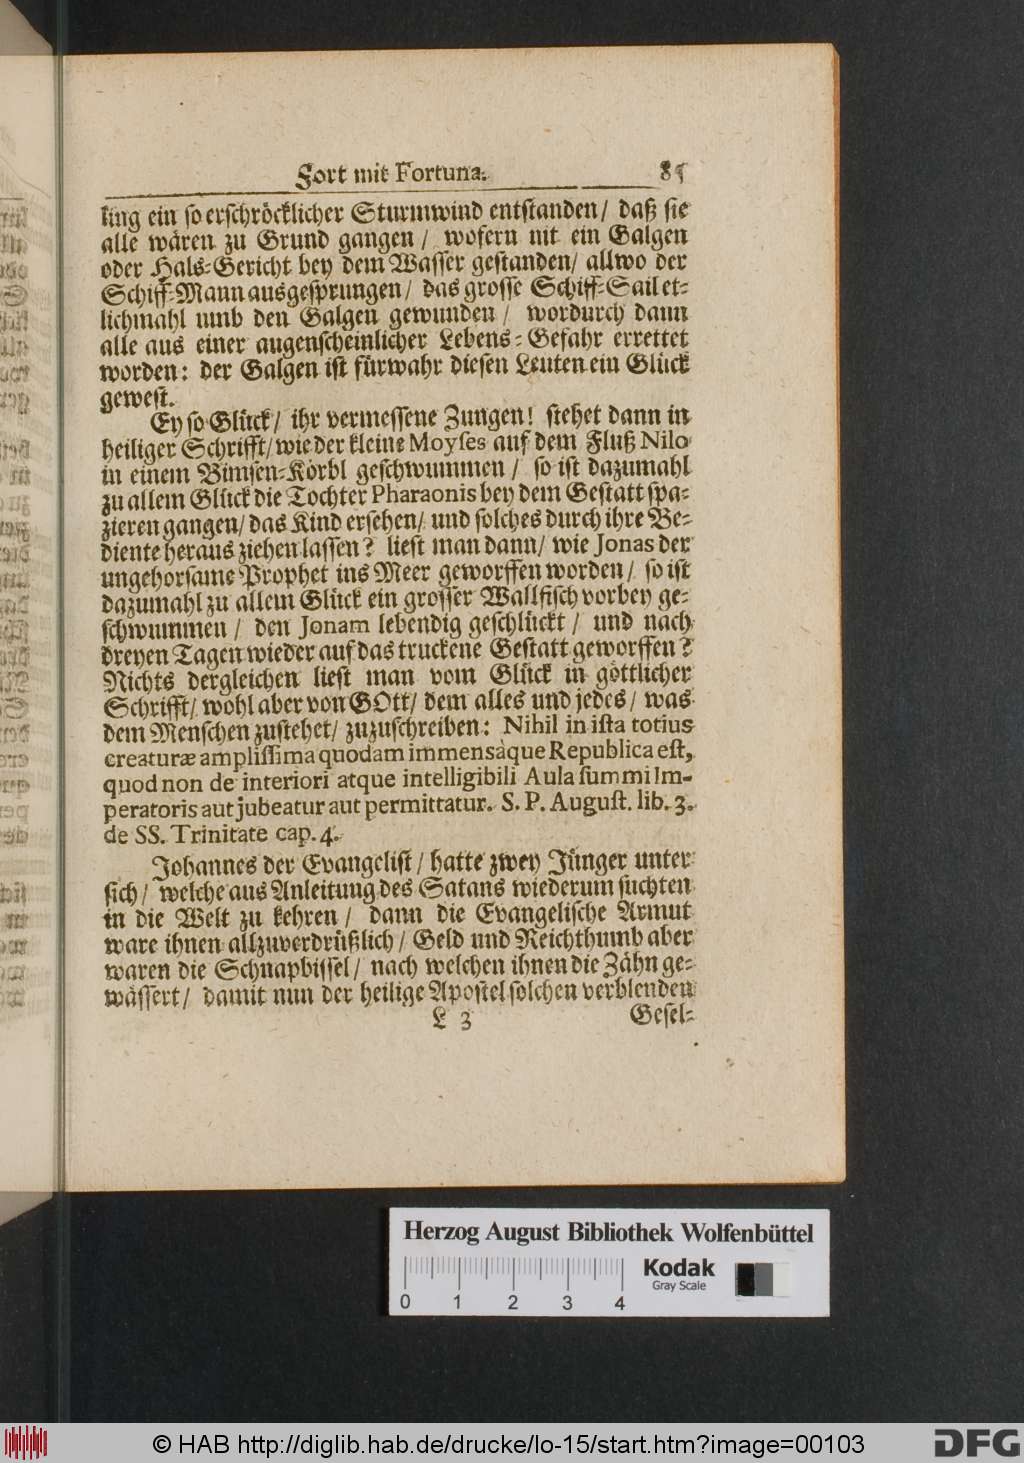 Fort mit Fortuna. 85
ling ein so erschröcklicher Sturmwind entstanden/ daß sie
alle wären zu Grund gangen/ wofern nit ein Galgen
oder Hals-Gericht bey dem Wasser gestanden/ allwo der
Schiff-Mann ausgesprungen/ das grosse Schiff-Sail et-
lichmahl umb den Galgen gewunden/ wordurch dann
alle aus einer augenscheinlicher Lebens-Gefahr errettet
worden: der Galgen ist fürwahr diesen Leuten ein Glück
gewest.
Ey so Glück/ ihr vermessene Zungen! stehet dann in
heiliger Schrifft/ wie der kleine Moyses auf dem Fluß Nilo
in einem Bimsen-Körbl geschwummen/ so ist dazumahl
zu allem Glück die Tochter Pharaonis bey dem Gestatt spa-
zieren gangen/ das Kind ersehen/ und solches durch ihre Be-
diente heraus ziehen lassen? liest man dann/ wie Jonas der
ungehorsame Prophet ins Meer geworffen worden/ so ist
dazumahl zu allem Glück ein grosser Wallfisch vorbey ge-
schwummen/ den Jonam lebendig geschlückt/ und nach
dreyen Tagen wieder auf das truckene Gestatt geworffen?
Nichts dergleichen liest man vom Glück in göttlicher
Schrifft/ wohl aber von GOtt/ dem alles und jedes/ was
dem Menschen zustehet/ zuzuschreiben: Nihil in ista totius
creaturæ amplissima quodam immensàque Republica est,
quod non de interiori atque intelligibili Aula summi Im-
peratoris aut jubeatur aut permittatur. S. P. August. lib. 3.
de SS. Trinitate cap. 4.
Johannes der Evangelist/ hatte zwey Jünger unter
sich/ welche aus Anleitung des Satans wiederum suchten
in die Welt zu kehren/ dann die Evangelische Armut
ware ihnen allzuverdrüßlich/ Geld und Reichthumb aber
waren die Schnapbissel/ nach welchen ihnen die Zähn ge-
wässert/ damit nun der heilige Apostel solchen verblenden
L 3 Gesel-
Herzog August Bibliothek Wolfenbüttel
Kodak
Gray Scale
0 1 2 3 4
© HAB http://diglib.hab.de/drucke/lo-15/start.htm?image=00103
DFG